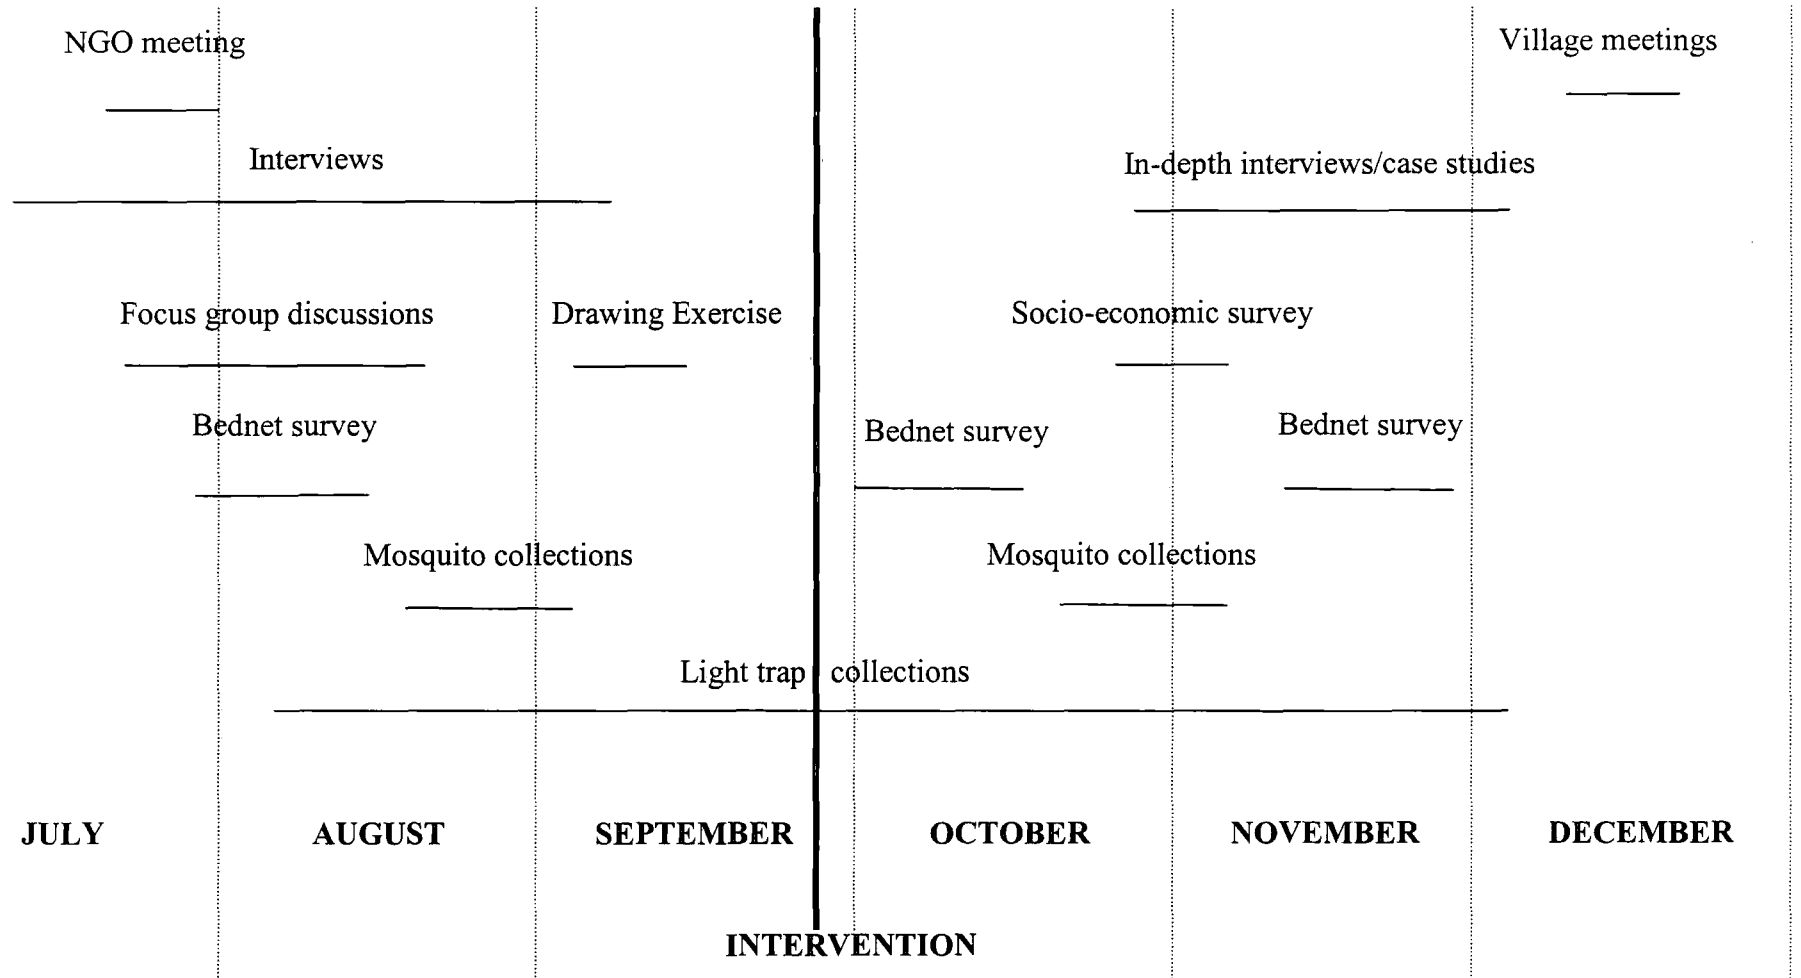 NGO meeting
Village meetings
Interviews
In-depth interviews/case studies
Focus group discussions
Drawing Exercise
Socio-economic survey
Bednet survey
Bednet survey
Bednet survey
Mosquito collections
Mosquito collections
Light trap collections
JULY
AUGUST
SEPTEMBER
OCTOBER
NOVEMBER
DECEMBER
INTERVENTION